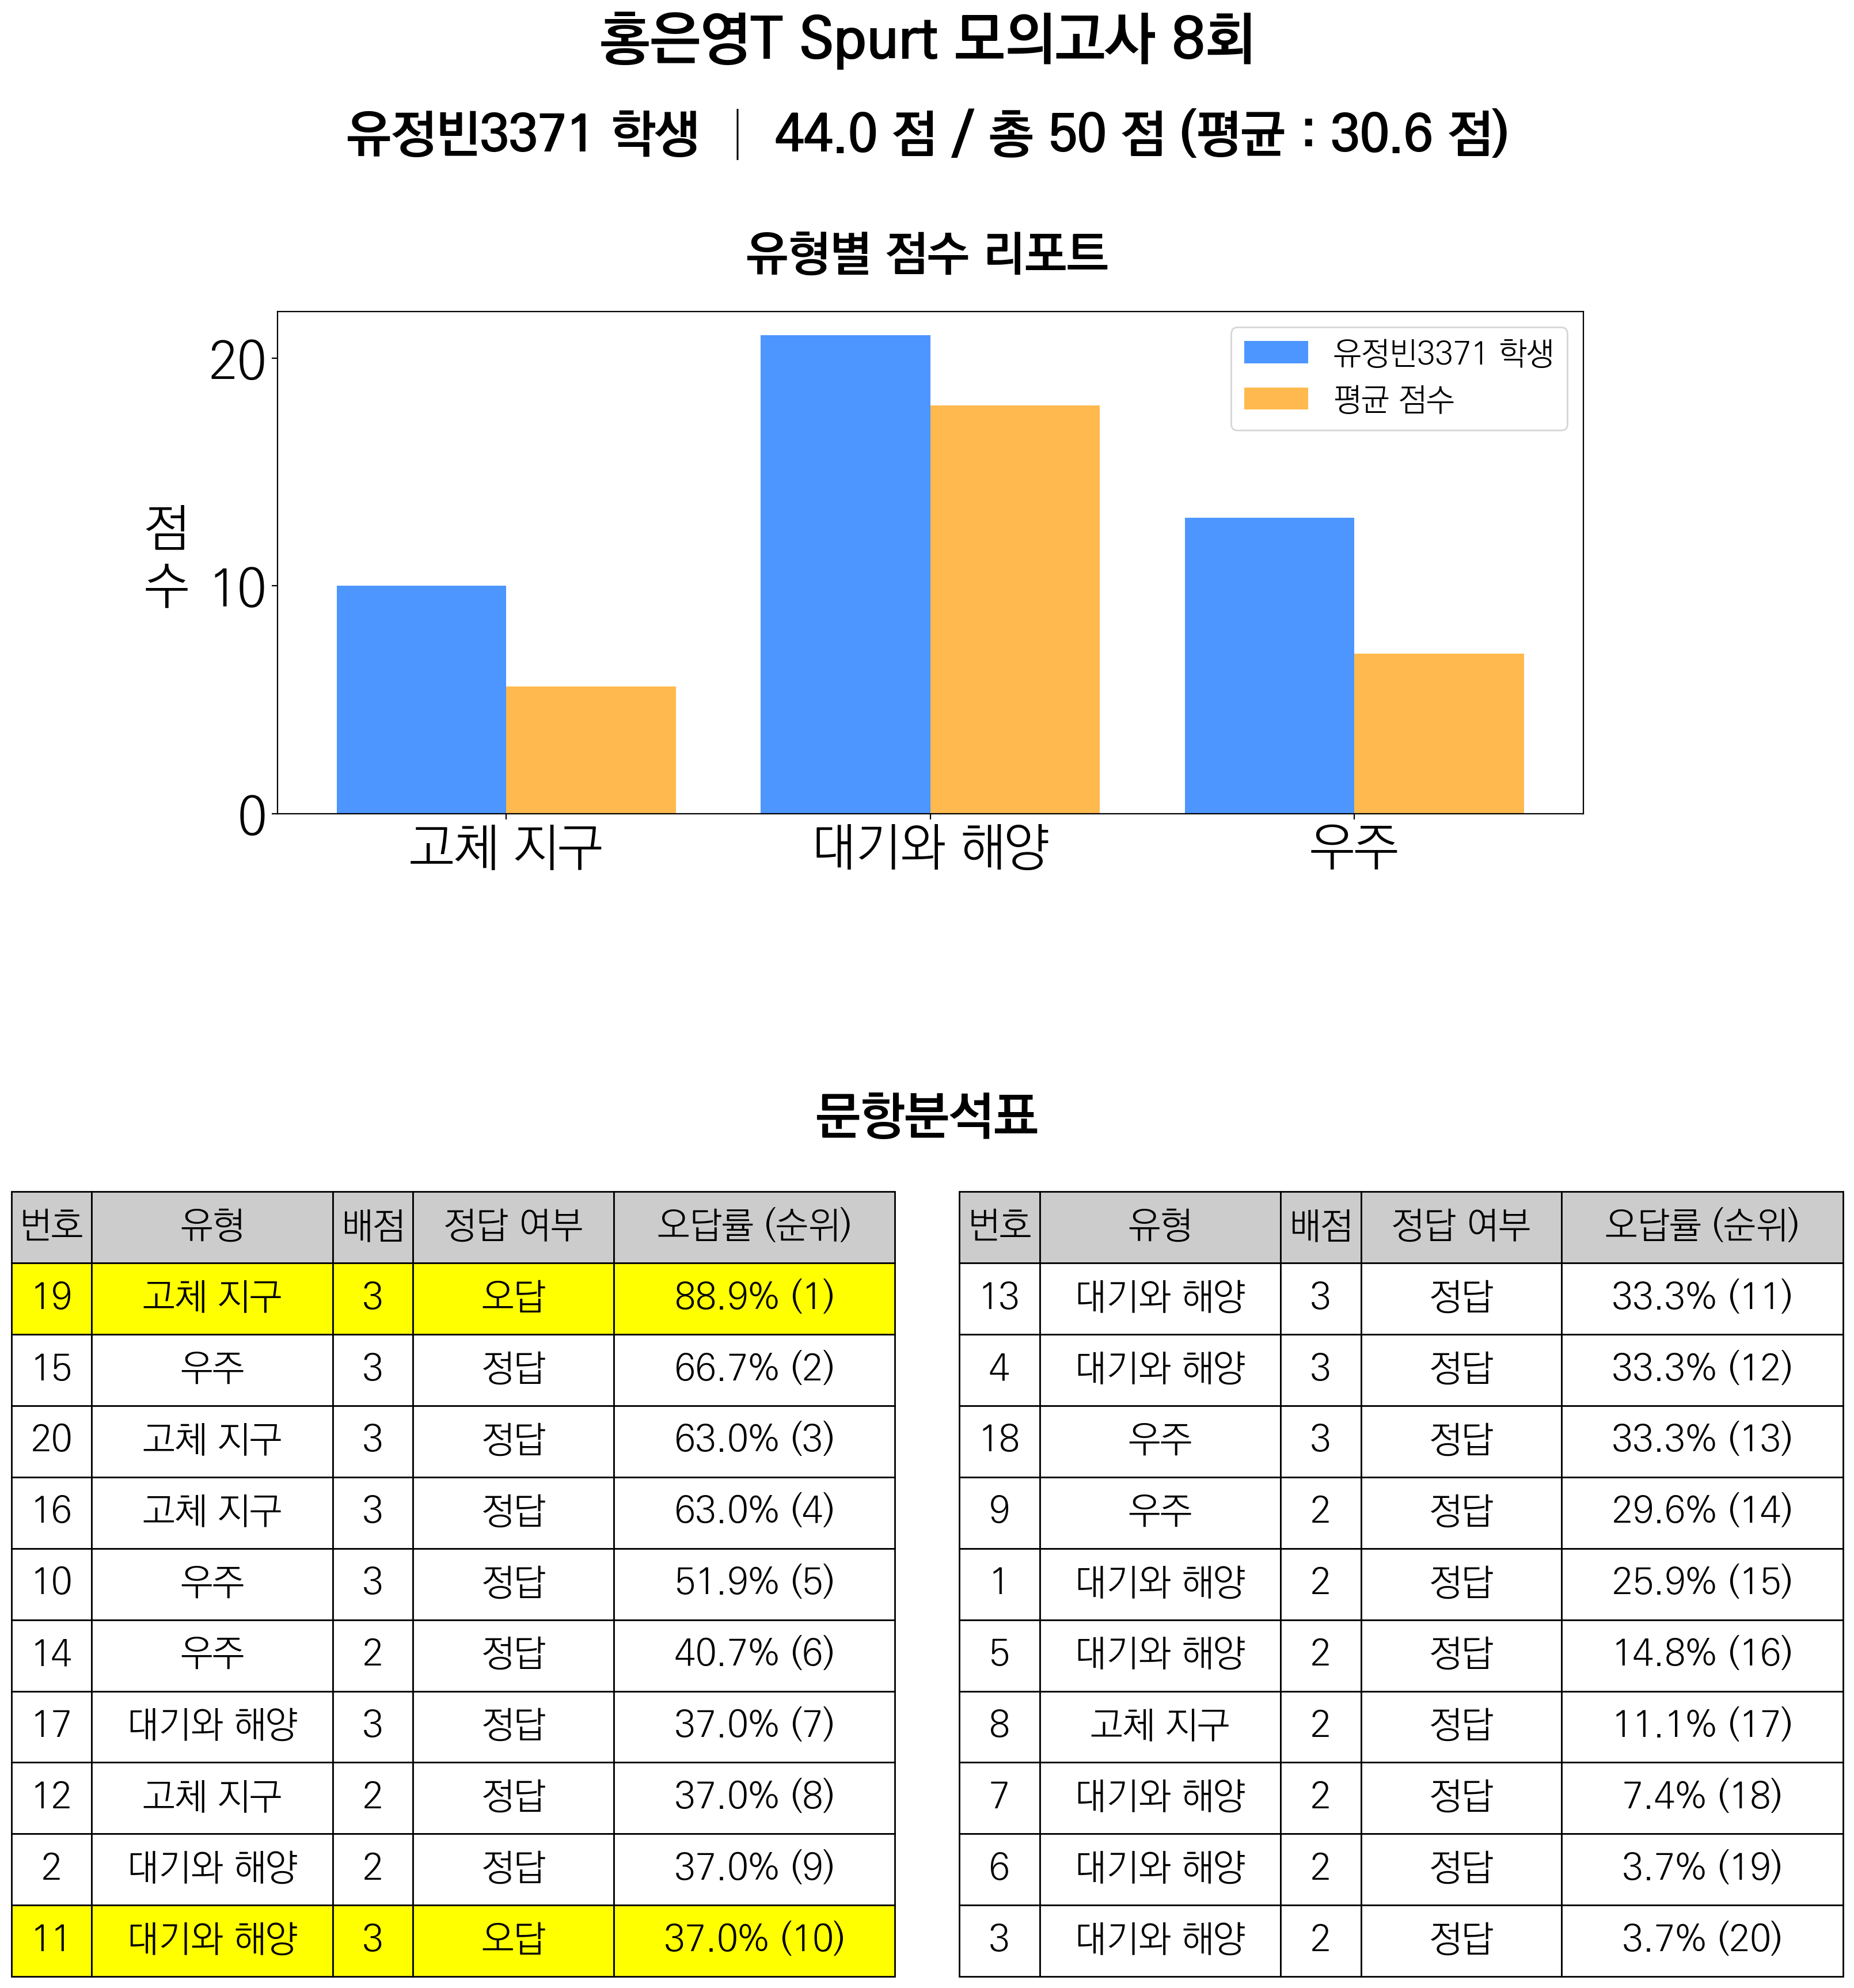 홍은영T Spurt 모의고사 8회
유정빈3371 학생 | 44.0 점 / 총 50 점 (평균 : 30.6 점)
유형별 점수 리포트
유정빈3371 학생
평균 점수
점수
20
10
0
고체 지구 대기와 해양 우주
문항분석표
번호 유형 배점 정답 여부 오답률 (순위)
19 고체 지구 3 오답 88.9% (1)
15 우주 3 정답 66.7% (2)
20 고체 지구 3 정답 63.0% (3)
16 고체 지구 3 정답 63.0% (4)
10 우주 3 정답 51.9% (5)
14 우주 2 정답 40.7% (6)
17 대기와 해양 3 정답 37.0% (7)
12 고체 지구 2 정답 37.0% (8)
2 대기와 해양 2 정답 37.0% (9)
11 대기와 해양 3 오답 37.0% (10)
번호 유형 배점 정답 여부 오답률 (순위)
13 대기와 해양 3 정답 33.3% (11)
4 대기와 해양 3 정답 33.3% (12)
18 우주 3 정답 33.3% (13)
9 우주 2 정답 29.6% (14)
1 대기와 해양 2 정답 25.9% (15)
5 대기와 해양 2 정답 14.8% (16)
8 고체 지구 2 정답 11.1% (17)
7 대기와 해양 2 정답 7.4% (18)
6 대기와 해양 2 정답 3.7% (19)
3 대기와 해양 2 정답 3.7% (20)